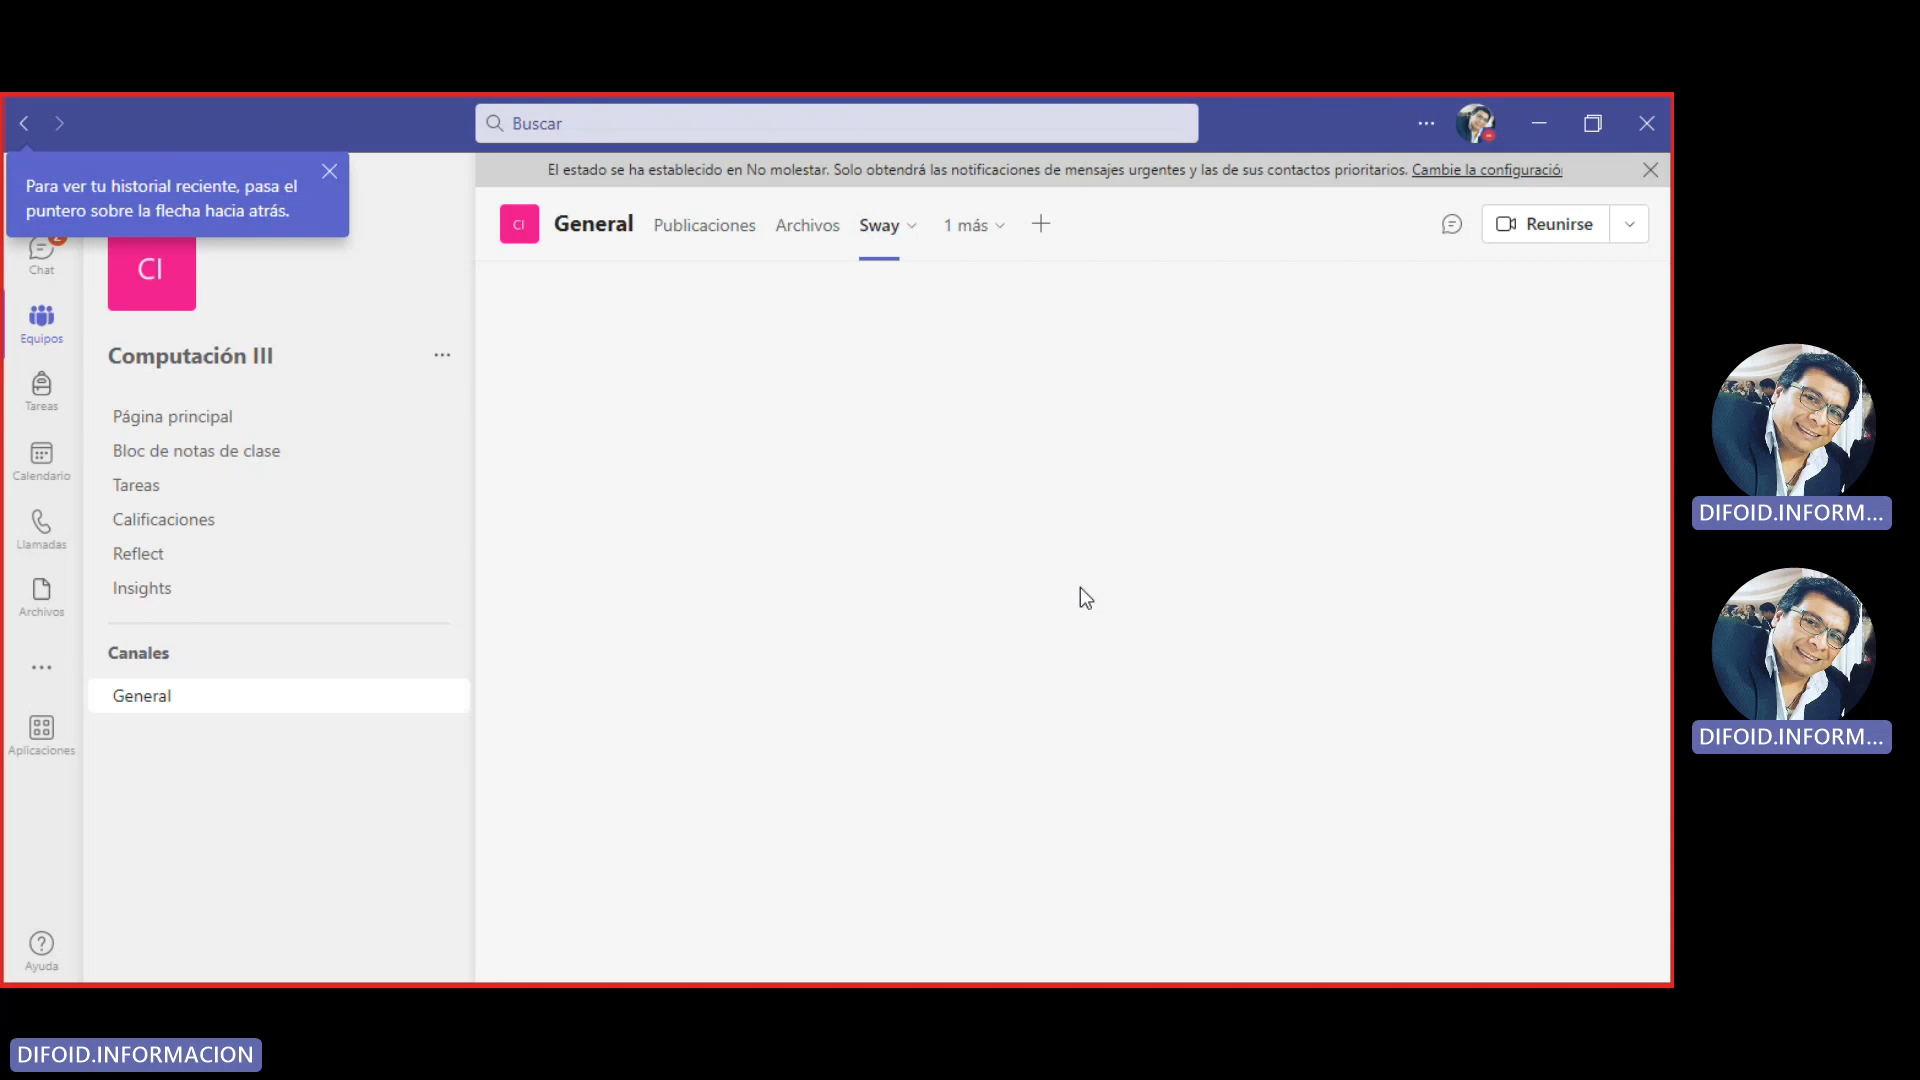 Buscar
Para ver tu historial reciente, pasa el
puntero sobre la flecha hacia atrás.
El estado se ha establecido en No molestar. Solo obtendrá las notificaciones de mensajes urgentes y las de sus contactos prioritarios. Cambie la configuració
CI
General
Publicaciones
Archivos
Sway
1 más
Reunirse
2
Chat
Equipos
Tareas
Calendario
Llamadas
Archivos
Aplicaciones
Ayuda
CI
Computación III
Página principal
Bloc de notas de clase
Tareas
Calificaciones
Reflect
Insights
Canales
General
DIFOID.INFORM...
DIFOID.INFORM...
DIFOID.INFORMACION